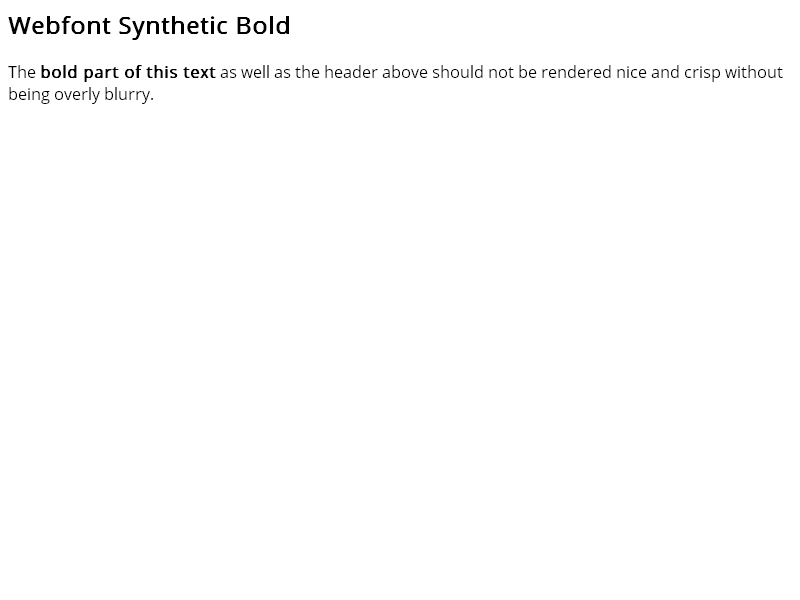 Webfont Synthetic Bold
The bold part of this text as well as the header above should not be rendered nice and crisp without
being overly blurry.